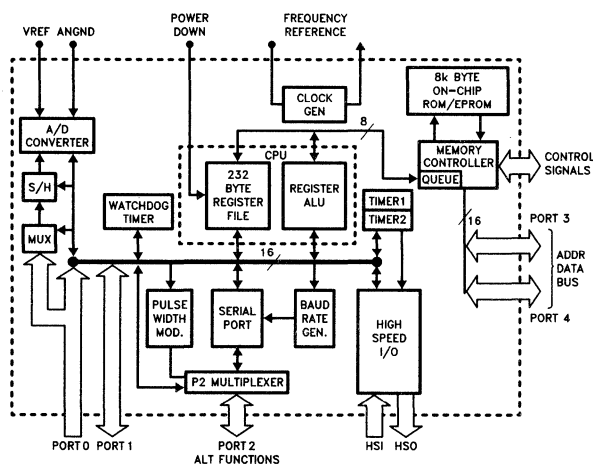 VREF ANGND
POWER
DOWN
FREQUENCY
REFERENCE
CLOCK
GEN
8k BYTE
ON-CHIP
ROM/EPROM
A/D
CONVERTER
8
CPU
MEMORY
CONTROLLER
QUEUE
CONTROL
SIGNALS
S/H
MUX
WATCHDOG
TIMER
232
BYTE
REGISTER
FILE
REGISTER
ALU
TIMER1
TIMER2
16
16
PORT 3
ADDR
DATA
BUS
PORT 4
PULSE
WIDTH
MOD.
SERIAL
PORT
BAUD
RATE
GEN.
HIGH
SPEED
I/O
P2 MULTIPLEXER
PORT 0 PORT 1
PORT 2
ALT FUNCTIONS
HSI HSO